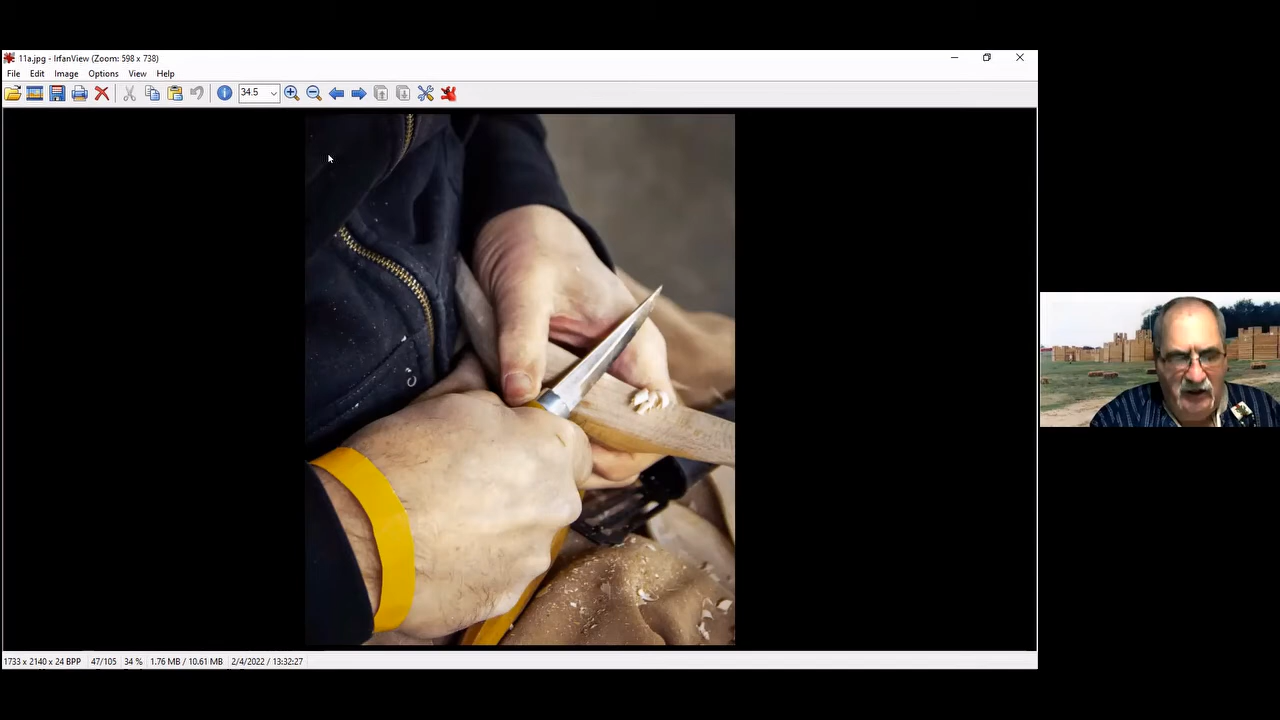 11a.jpg - IrfanView (Zoom: 598 x 738)
File Edit Image Options View Help
34.5
1733 x 2140 x 24 BPP 47/105 34 % 1.76 MB / 10.61 MB 2/4/2022 / 13:32:27